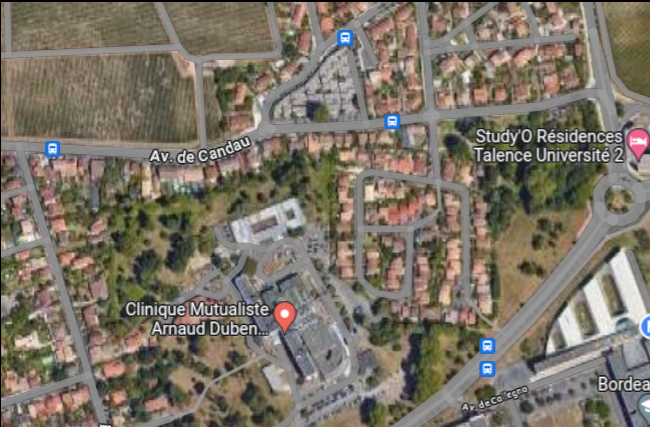 Av. de Candau
Study'O Résidences
Talence Université 2
Clinique Mutualiste
Arnaud Duben...
Bordea